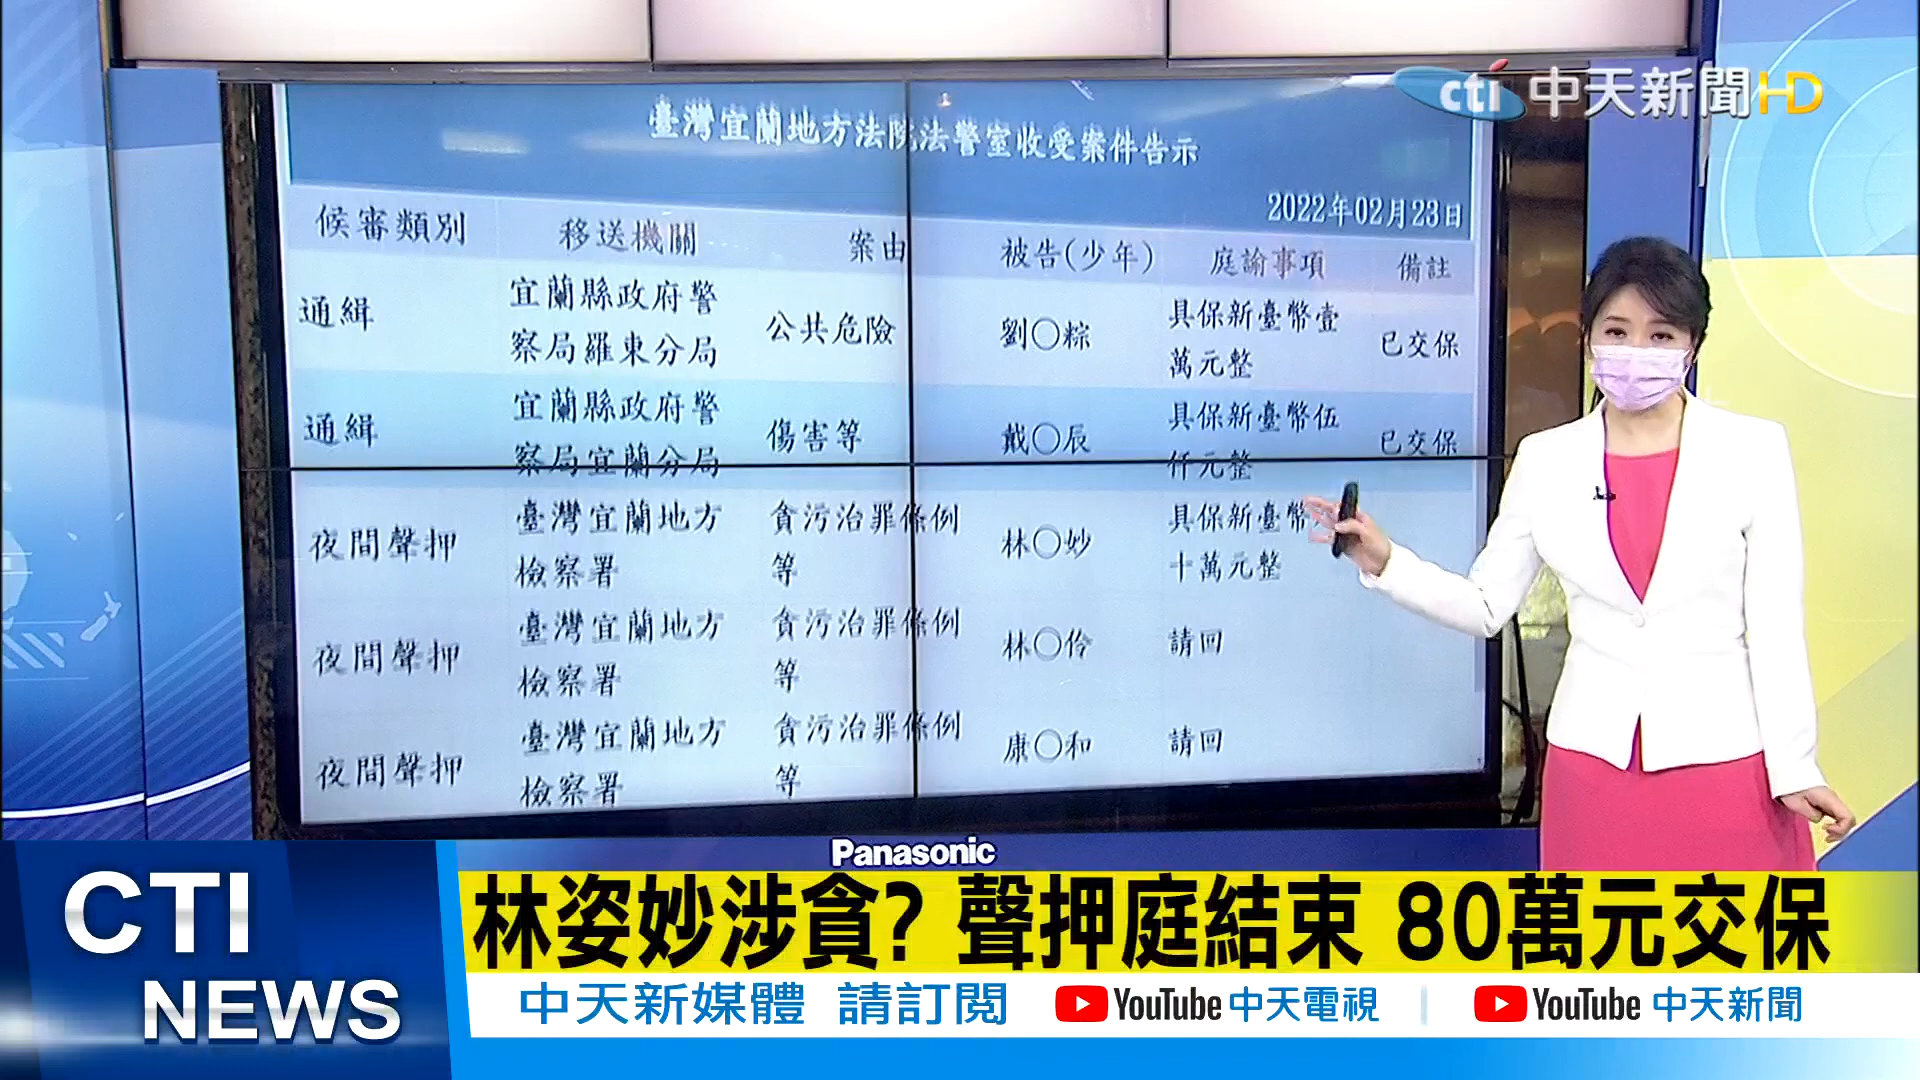 cti 中天新聞HD
臺灣宜蘭地方法院法警室收受案件告示
2022年02月23日
候審類別 移送機關 案由 被告(少年) 庭諭事項 備註
通緝 宜蘭縣政府警察局羅東分局 公共危險 劉○粽 具保新臺幣壹萬元整 已交保
通緝 宜蘭縣政府警察局宜蘭分局 傷害等 戴○辰 具保新臺幣伍仟元整 已交保
夜間聲押 臺灣宜蘭地方檢察署 貪污治罪條例等 林○妙 具保新臺幣 十萬元整
夜間聲押 臺灣宜蘭地方檢察署 貪污治罪條例等 林○伶 請回
夜間聲押 臺灣宜蘭地方檢察署 貪污治罪條例等 康○和 請回
Panasonic
CTI NEWS
林姿妙涉貪? 聲押庭結束 80萬元交保
中天新媒體 請訂閱 YouTube 中天電視 | YouTube 中天新聞